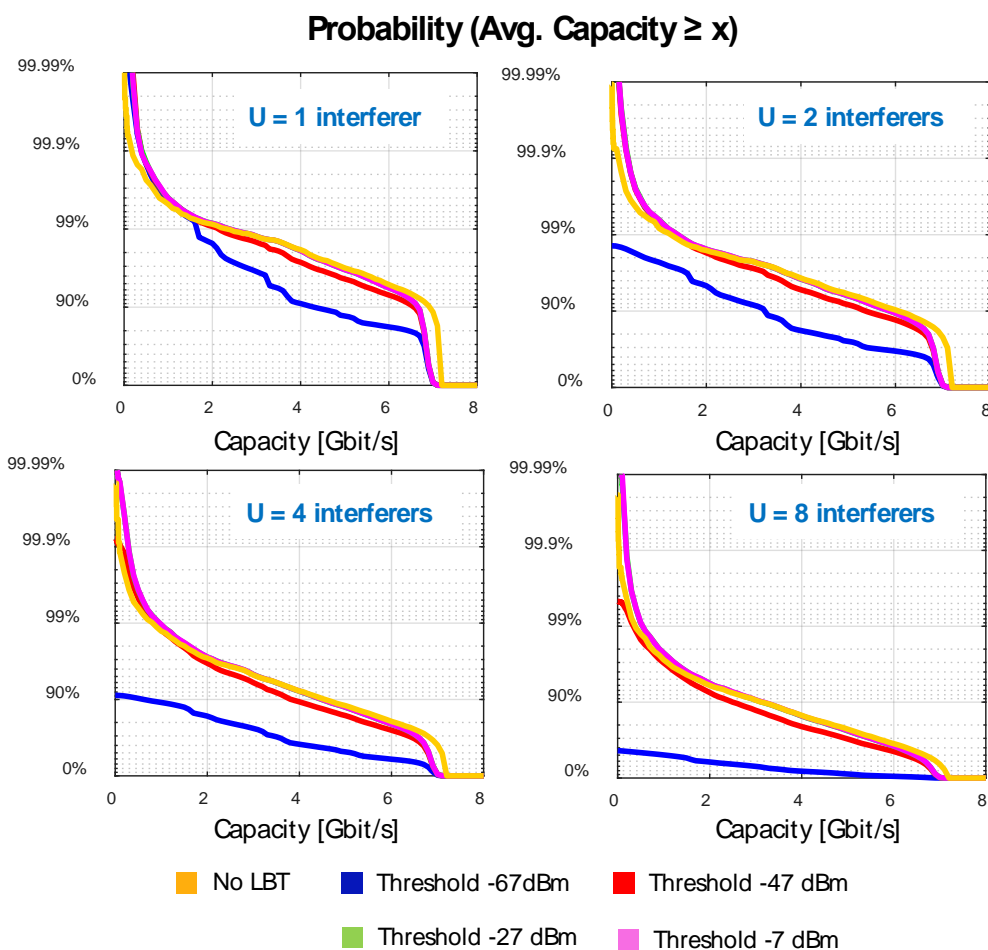 Probability (Avg. Capacity ≥ x)
99.99%
99.9%
99%
90%
0%
U = 1 interferer
0 2 4 6 8
Capacity [Gbit/s]
99.99%
99.9%
99%
90%
0%
U = 2 interferers
0 2 4 6 8
Capacity [Gbit/s]
99.99%
99.9%
99%
90%
0%
U = 4 interferers
0 2 4 6 8
Capacity [Gbit/s]
99.99%
99.9%
99%
90%
0%
U = 8 interferers
0 2 4 6 8
Capacity [Gbit/s]
No LBT
Threshold -67dBm
Threshold -47 dBm
Threshold -27 dBm
Threshold -7 dBm